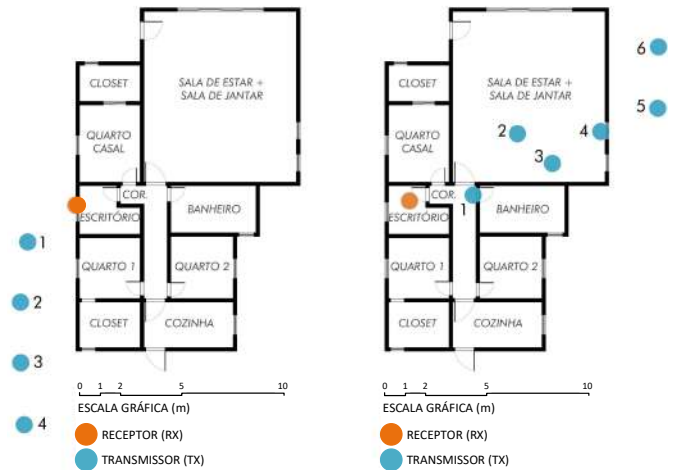 CLOSET
SALA DE ESTAR +
SALA DE JANTAR
QUARTO
CASAL
COR.
ESCRITÓRIO
BANHEIRO
QUARTO 1
QUARTO 2
CLOSET
COZINHA
1
2
3
4
0 1 2 5 10
ESCALA GRÁFICA (m)
RECEPTOR (RX)
TRANSMISSOR (TX)
CLOSET
SALA DE ESTAR +
SALA DE JANTAR
QUARTO
CASAL
COR.
ESCRITÓRIO
BANHEIRO
QUARTO 1
QUARTO 2
CLOSET
COZINHA
6
5
4
2
3
1
0 1 2 5 10
ESCALA GRÁFICA (m)
RECEPTOR (RX)
TRANSMISSOR (TX)